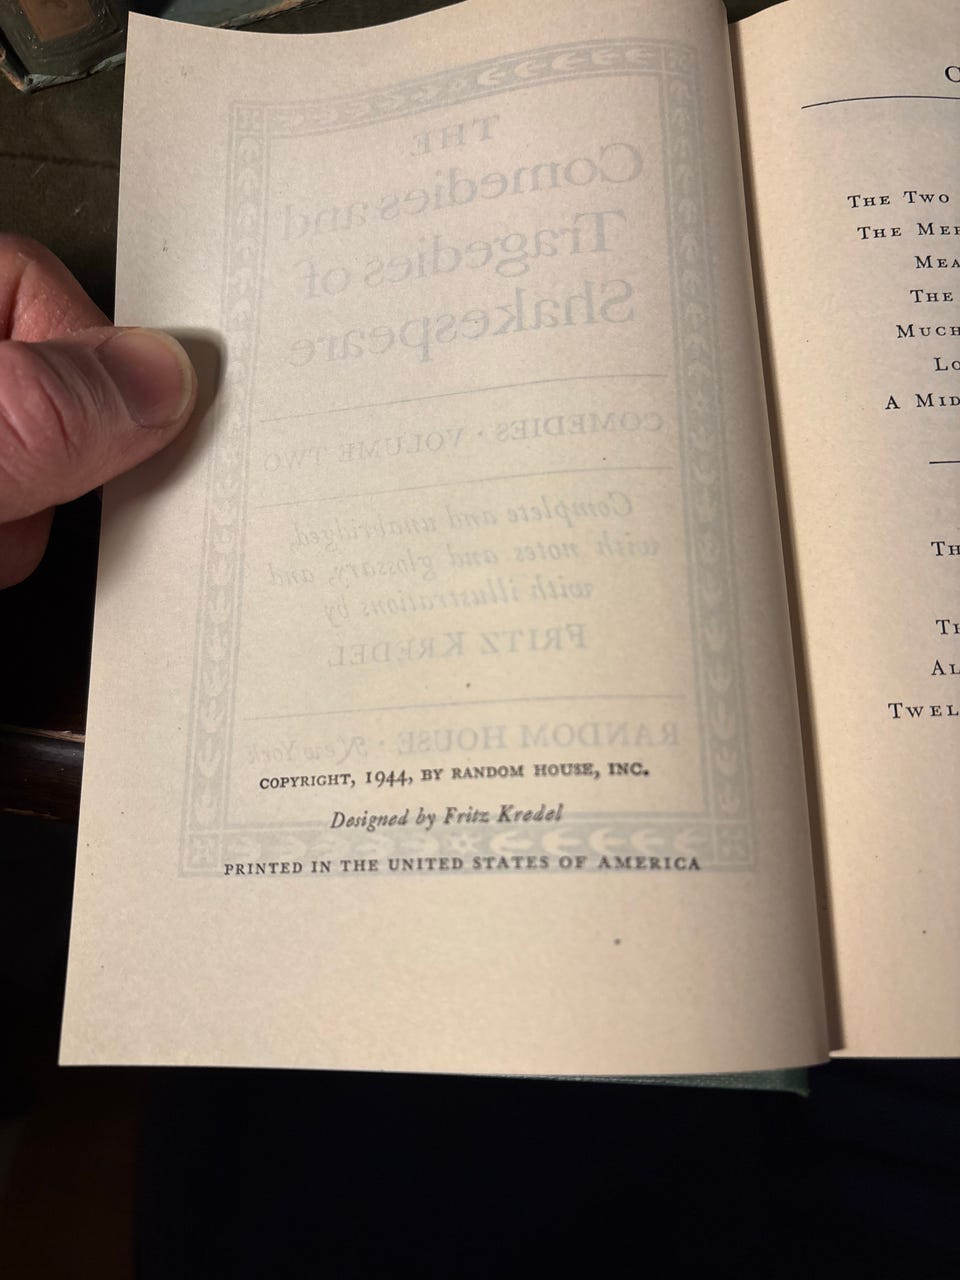 THE
Comedies and
Tragedies of
Shakespeare
COMEDIES · VOLUME TWO
Complete and unabridged,
with notes and glossary, and
with illustrations by
FRITZ KREDEL
RANDOM HOUSE · New York
COPYRIGHT, 1944, BY RANDOM HOUSE, INC.
Designed by Fritz Kredel
PRINTED IN THE UNITED STATES OF AMERICA
THE TWO
THE MER
MEA
THE
MUCH
LO
A MID
TH
TH
AL
TWEL